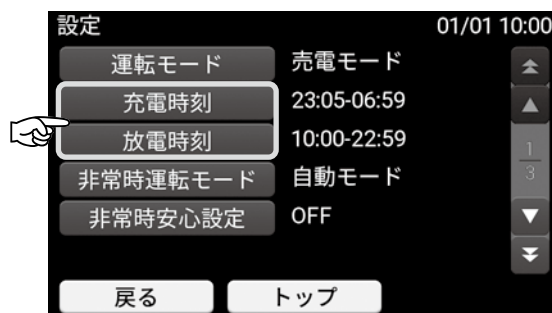 設定 01/01 10:00
運転モード 売電モード
充電時刻 23:05-06:59
放電時刻 10:00-22:59
非常時運転モード 自動モード
非常時安心設定 OFF
1
3
戻る トップ